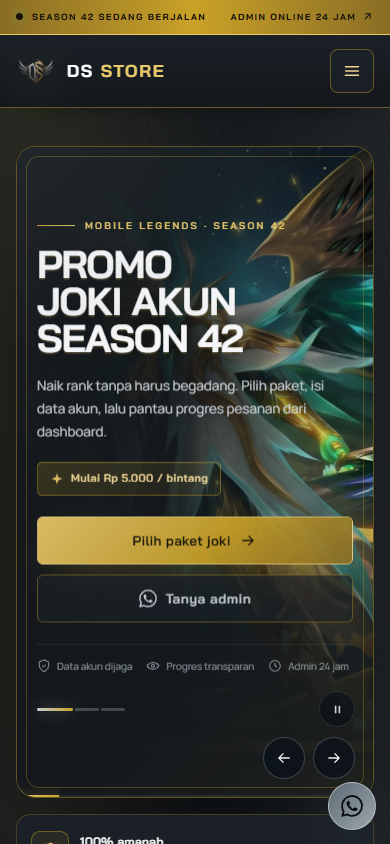 SEASON 42 SEDANG BERJALAN
ADMIN ONLINE 24 JAM
DS STORE
MOBILE LEGENDS · SEASON 42
PROMO
JOKI AKUN
SEASON 42
Naik rank tanpa harus begadang. Pilih paket, isi
data akun, lalu pantau progres pesanan dari
dashboard.
Mulai Rp 5.000 / bintang
Pilih paket joki
Tanya admin
Data akun dijaga
Progres transparan
Admin 24 jam
100% amanah